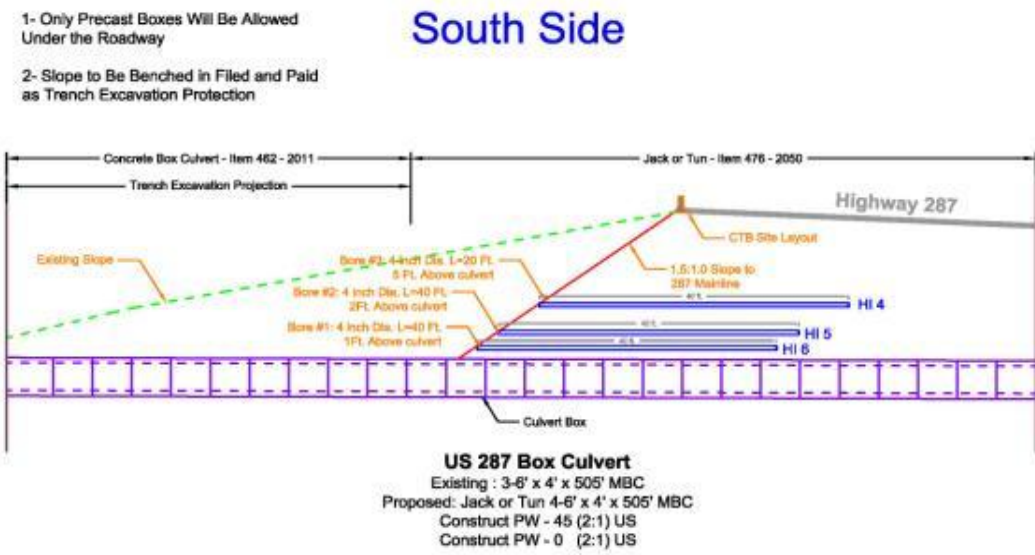 1- Only Precast Boxes Will Be Allowed
Under the Roadway
2- Slope to Be Benched in Filed and Paid
as Trench Excavation Protection
South Side
Concrete Box Culvert - Item 462 - 2011
Jack or Tun - Item 476 - 2050
Trench Excavation Projection
Highway 287
CTB Site Layout
Existing Slope
Bore #3: 4 inch Dia. L=20 Ft.
5 Ft. Above culvert
1.5:1.0 Slope to
287 Mainline
Bore #2: 4 inch Dia. L=40 Ft.
2Ft. Above culvert
40 ft.
HI 4
Bore #1: 4 inch Dia. L=40 Ft.
1Ft. Above culvert
40 ft.
HI 5
40 ft.
HI 6
Culvert Box
US 287 Box Culvert
Existing : 3-6' x 4' x 505' MBC
Proposed: Jack or Tun 4-6' x 4' x 505' MBC
Construct PW - 45 (2:1) US
Construct PW - 0 (2:1) US